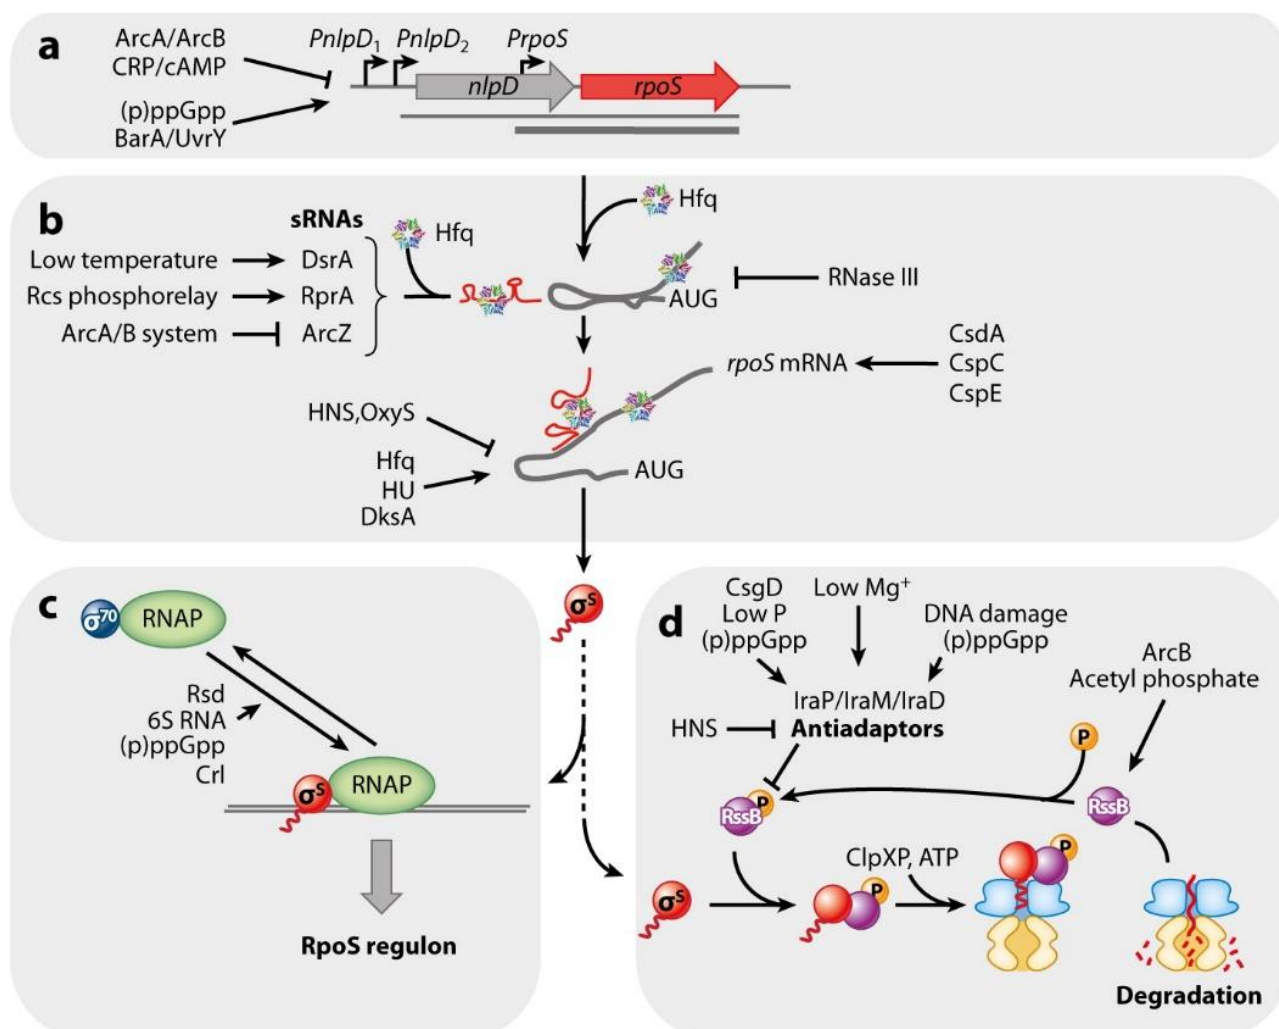 a
ArcA/ArcB
CRP/cAMP
(p)ppGpp
BarA/UvrY
PnlpD₁ PnlpD₂ PrpoS
nlpD rpoS
b
sRNAs
Hfq
Hfq
Low temperature DsrA
Rcs phosphorelay RprA
ArcA/B system ArcZ
AUG
RNase III
rpoS mRNA
CsdA
CspC
CspE
HNS,OxyS
Hfq
HU
DksA
AUG
σS
c
σ70 RNAP
Rsd
6S RNA
(p)ppGpp
Crl
σS RNAP
RpoS regulon
d
CsgD
Low P
(p)ppGpp
Low Mg⁺
DNA damage
(p)ppGpp
IraP/IraM/IraD
HNS Antiadaptors
ArcB
Acetyl phosphate
P
RssB P
RssB
σS
P
ClpXP, ATP
P
Degradation